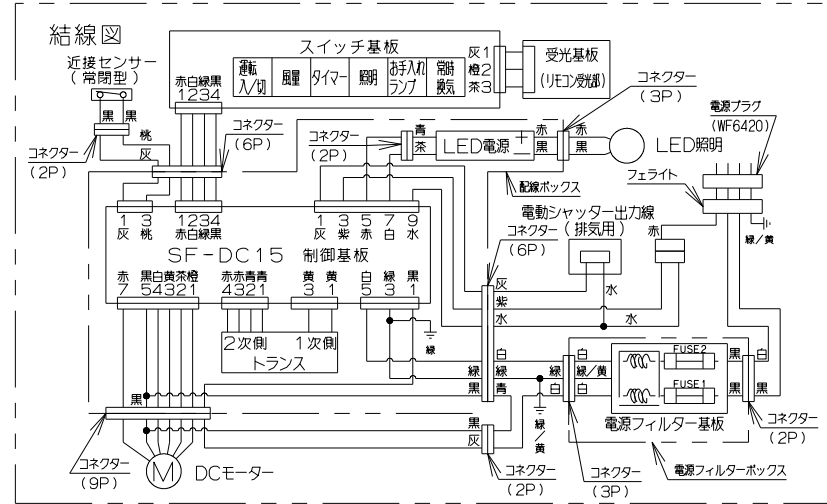 結線図
近接センサー
(常閉型)
黒 黒
桃
灰
コネクター
(2P)
赤白緑黒
1234
スイッチ基板
運転
入/切
風量
タイマー
照明
お手入れ
ランプ
常時
換気
灰1
橙2
茶3
受光基板
(リモコン受光部)
コネクター
(6P)
コネクター
(2P)
青
茶
LED電源
+
−
赤
黒
赤
黒
コネクター
(3P)
LED照明
電源プラグ
(WF6420)
フェライト
緑/黄
配線ボックス
電動シャッター出力線
(排気用)
コネクター
(6P)
赤
1 3
灰 桃
1234
赤白緑黒
1 3 5 7 9
灰 紫 赤 白 水
SF-DC15 制御基板
赤 黒白黄茶橙
7 54321
赤赤青青
4321
黄 黄
3 1
白 緑 黒
5 3 1
2次側 1次側
トランス
緑
灰
紫
水
水
水
白
緑
黒
白
緑
青
緑
白
白
緑/黄
白
FUSE2
FUSE1
黒
黒
白
黒
電源フィルター基板
緑/黄
黒
黒
灰
コネクター
(2P)
コネクター
(9P)
M
DCモーター
コネクター
(2P)
コネクター
(3P)
電源フィルターボックス